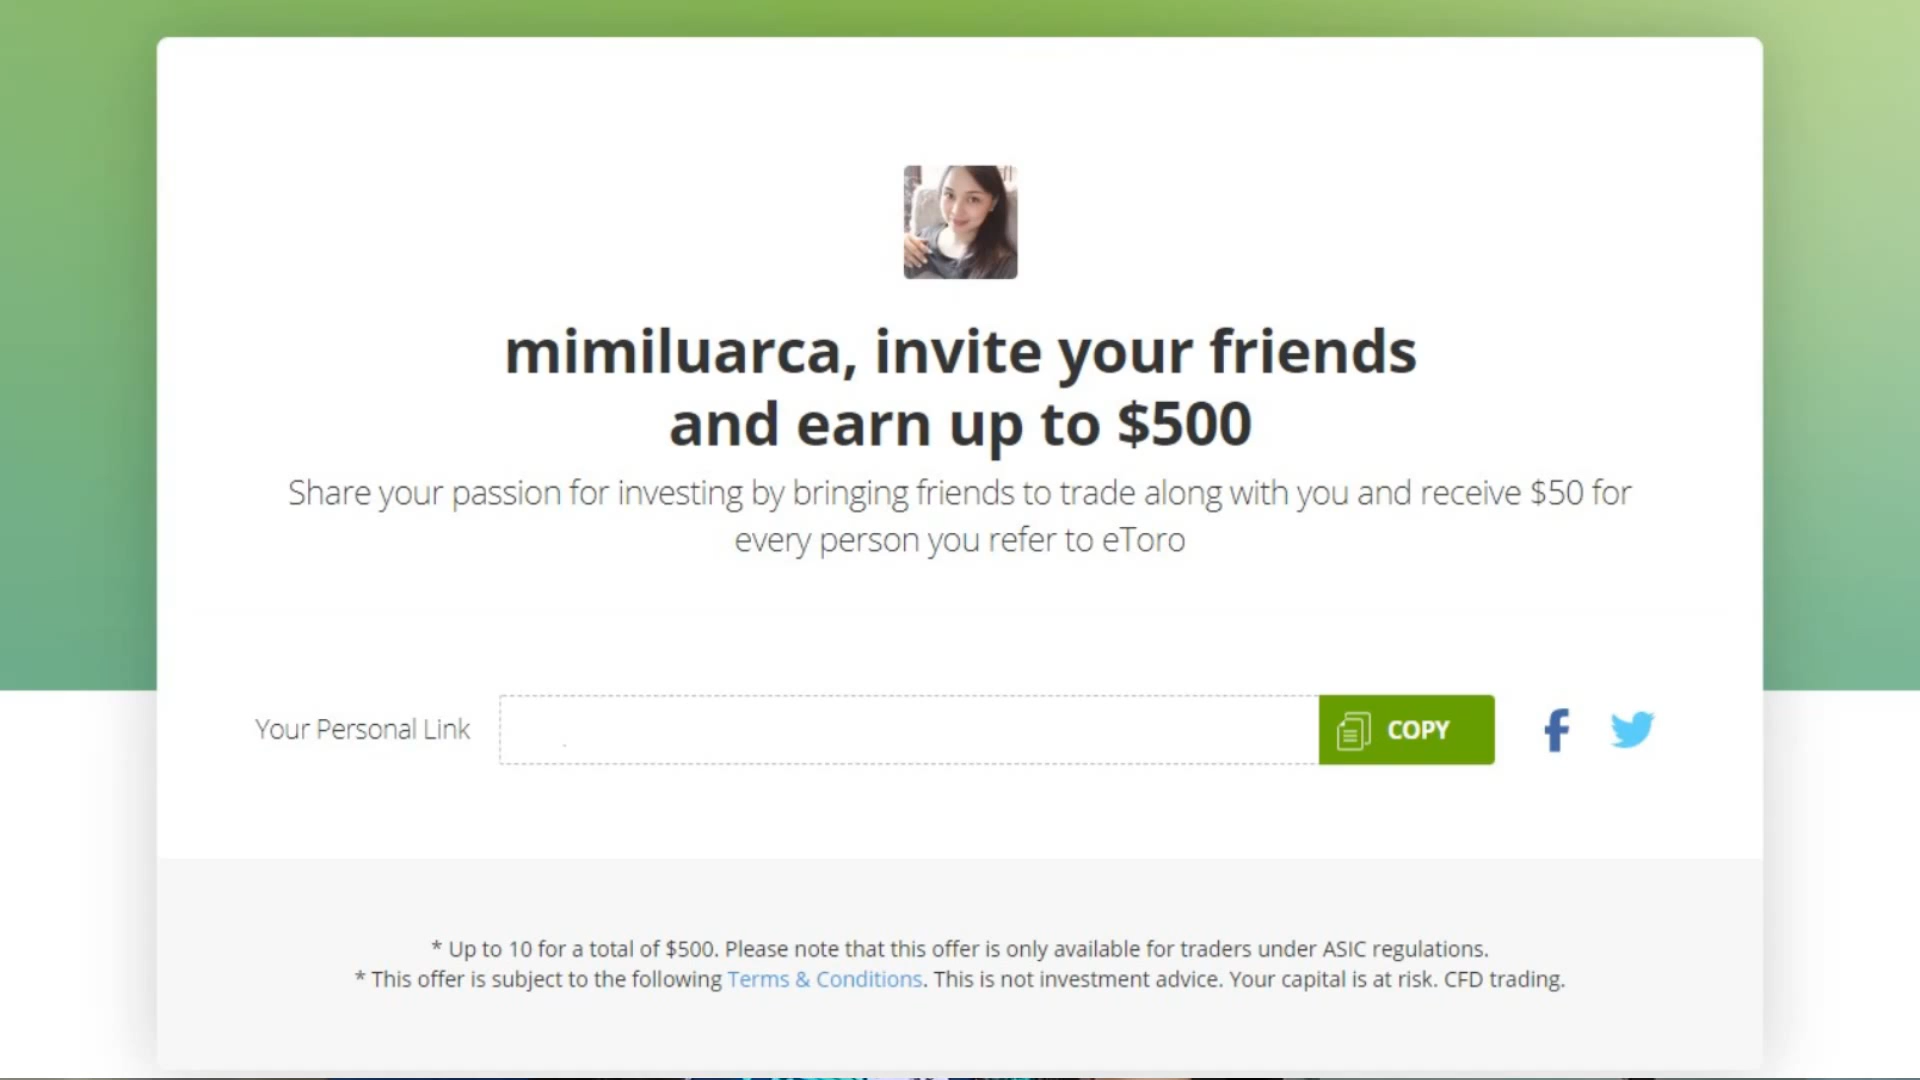 mimiluarca, invite your friends
and earn up to $500
Share your passion for investing by bringing friends to trade along with you and receive $50 for
every person you refer to eToro
Your Personal Link
COPY
* Up to 10 for a total of $500. Please note that this offer is only available for traders under ASIC regulations.
* This offer is subject to the following Terms & Conditions. This is not investment advice. Your capital is at risk. CFD trading.